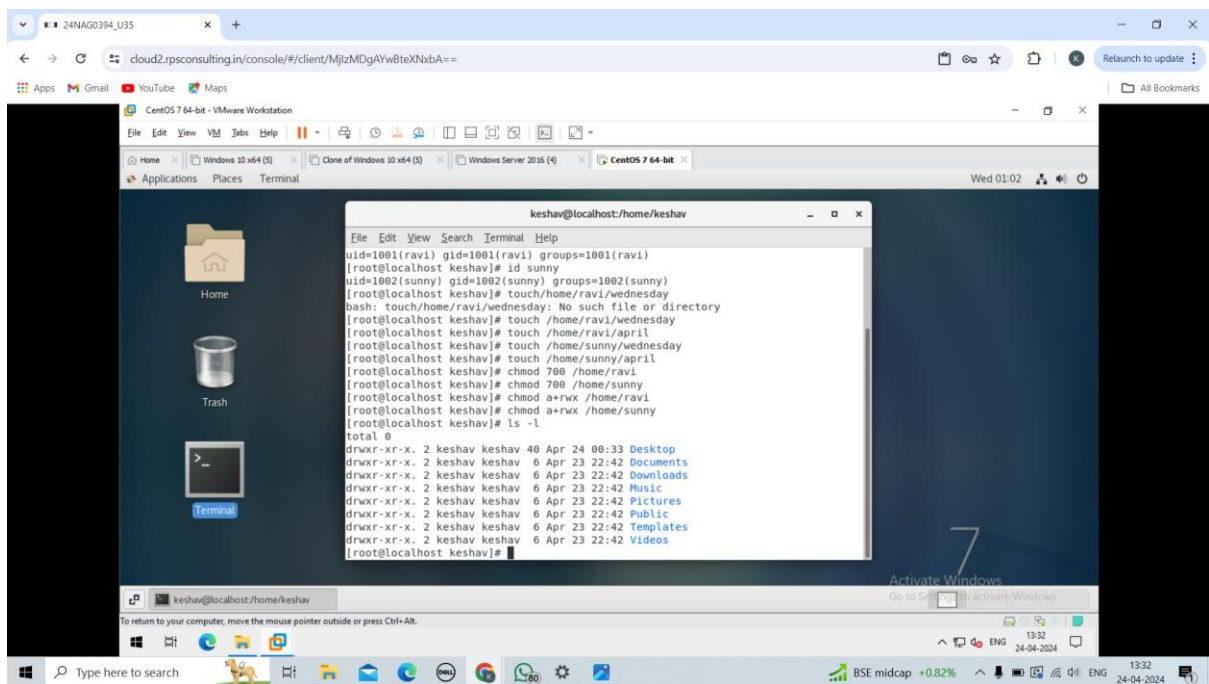 24NAG0394_U35
cloud2.rpsconsulting.in/console/#/client/MjIzMDgAYwBteXNxbA==
K
Relaunch to update
Apps Gmail YouTube Maps
All Bookmarks
CentOS 7 64-bit - VMware Workstation
File Edit View VM Tabs Help
Home Windows 10 x64 (5) Clone of Windows 10 x64 (5) Windows Server 2016 (4) CentOS 7 64-bit
Applications Places Terminal Wed 01:02
Home
Trash
Terminal
keshav@localhost:/home/keshav
File Edit View Search Terminal Help
uid=1001(ravi) gid=1001(ravi) groups=1001(ravi)
[root@localhost keshav]# id sunny
uid=1002(sunny) gid=1002(sunny) groups=1002(sunny)
[root@localhost keshav]# touch/home/ravi/wednesday
bash: touch/home/ravi/wednesday: No such file or directory
[root@localhost keshav]# touch /home/ravi/wednesday
[root@localhost keshav]# touch /home/ravi/april
[root@localhost keshav]# touch /home/sunny/wednesday
[root@localhost keshav]# touch /home/sunny/april
[root@localhost keshav]# chmod 700 /home/ravi
[root@localhost keshav]# chmod 700 /home/sunny
[root@localhost keshav]# chmod a+rwx /home/ravi
[root@localhost keshav]# chmod a+rwx /home/sunny
[root@localhost keshav]# ls -l
total 0
drwxr-xr-x. 2 keshav keshav 40 Apr 24 00:33 Desktop
drwxr-xr-x. 2 keshav keshav 6 Apr 23 22:42 Documents
drwxr-xr-x. 2 keshav keshav 6 Apr 23 22:42 Downloads
drwxr-xr-x. 2 keshav keshav 6 Apr 23 22:42 Music
drwxr-xr-x. 2 keshav keshav 6 Apr 23 22:42 Pictures
drwxr-xr-x. 2 keshav keshav 6 Apr 23 22:42 Public
drwxr-xr-x. 2 keshav keshav 6 Apr 23 22:42 Templates
drwxr-xr-x. 2 keshav keshav 6 Apr 23 22:42 Videos
[root@localhost keshav]#
7
Activate Windows
Go to Settings to activate Windows.
keshav@localhost:/home/keshav
To return to your computer, move the mouse pointer outside or press Ctrl+Alt.
ENG 13:32
24-04-2024
Type here to search
DELL
80
BSE midcap +0.82% ENG 13:32
24-04-2024
1